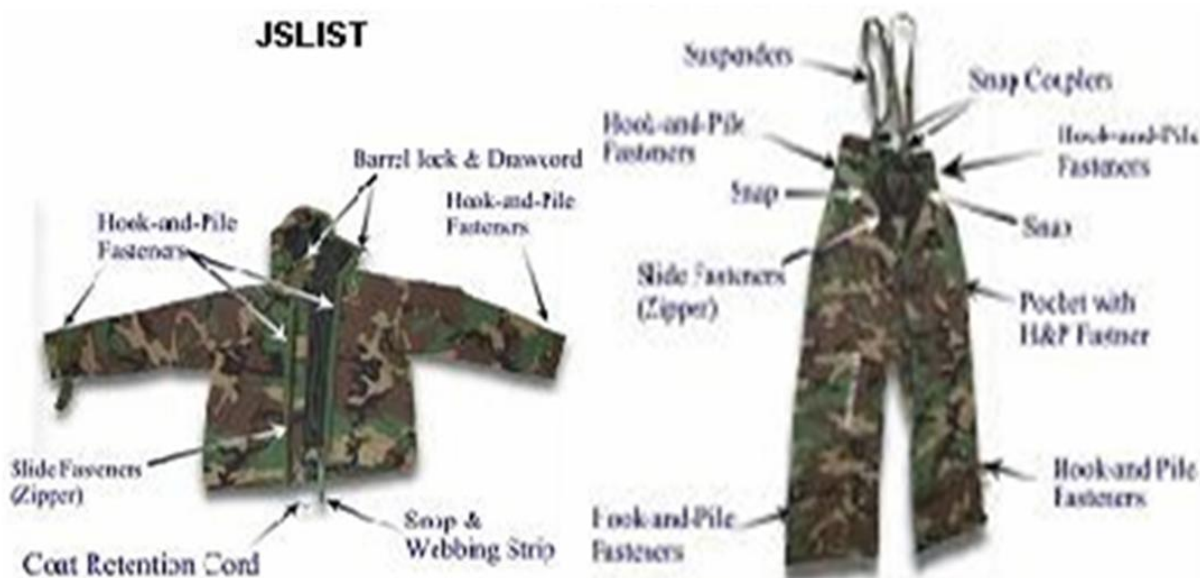 JSLIST
Barrel lock & Drawcord
Hook-and-Pile
Fasteners
Hook-and-Pile
Fasteners
Slide Fasteners
(Zipper)
Coat Retention Cord
Snap &
Webbing Strip
Suspenders
Snap Couplers
Hook-and-Pile
Fasteners
Hook-and-Pile
Fasteners
Snap
Snap
Slide Fasteners
(Zipper)
Pocket with
H&P Fastner
Hook-and-Pile
Fasteners
Hook-and Pile
Fasteners